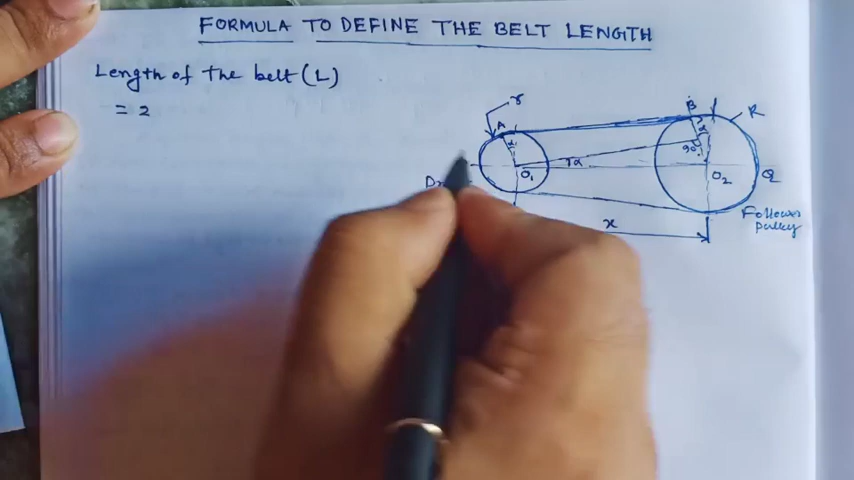 FORMULA TO DEFINE THE BELT LENGTH
Length of the belt (L)
= 2
r
A
B
R
α
α
90°
α
O₁
O₂
Q
x
Follower
pulley